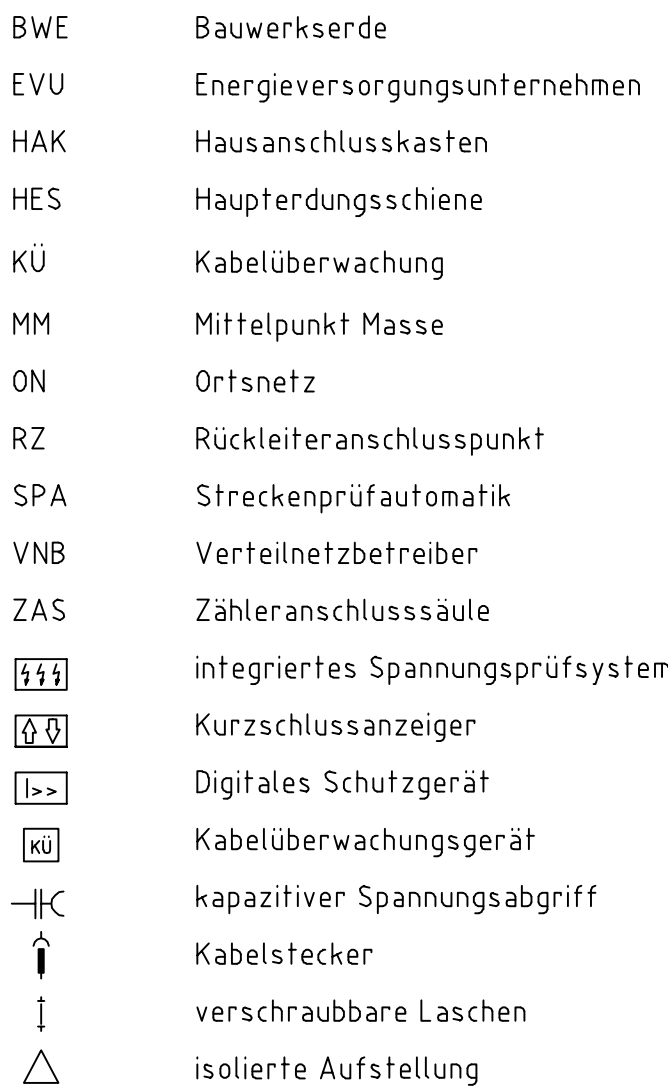 BWE Bauwerkserde
EVU Energieversorgungsunternehmen
HAK Hausanschlusskasten
HES Haupterdungsschiene
KÜ Kabelüberwachung
MM Mittelpunkt Masse
ON Ortsnetz
RZ Rückleiteranschlusspunkt
SPA Streckenprüfautomatik
VNB Verteilnetzbetreiber
ZAS Zähleranschlusssäule
integriertes Spannungsprüfsystem
Kurzschlussanzeiger
I>> Digitales Schutzgerät
KÜ Kabelüberwachungsgerät
kapazitiver Spannungsabgriff
Kabelstecker
verschraubbare Laschen
isolierte Aufstellung